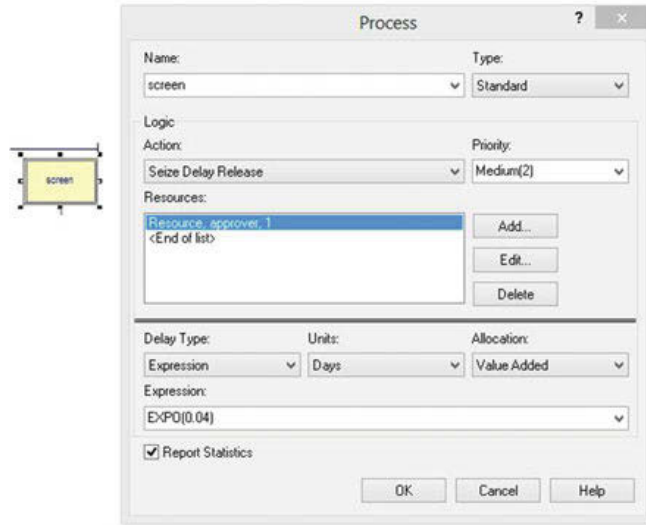 Process
?
x
Name:
Type:
screen
Standard
Logic
Action:
Priority:
Seize Delay Release
Medium(2)
Resources:
Resource, approver, 1
<End of list>
Add...
Edit...
Delete
Delay Type:
Units:
Allocation:
Expression
Days
Value Added
Expression:
EXPO(0.04)
Report Statistics
OK
Cancel
Help
screen